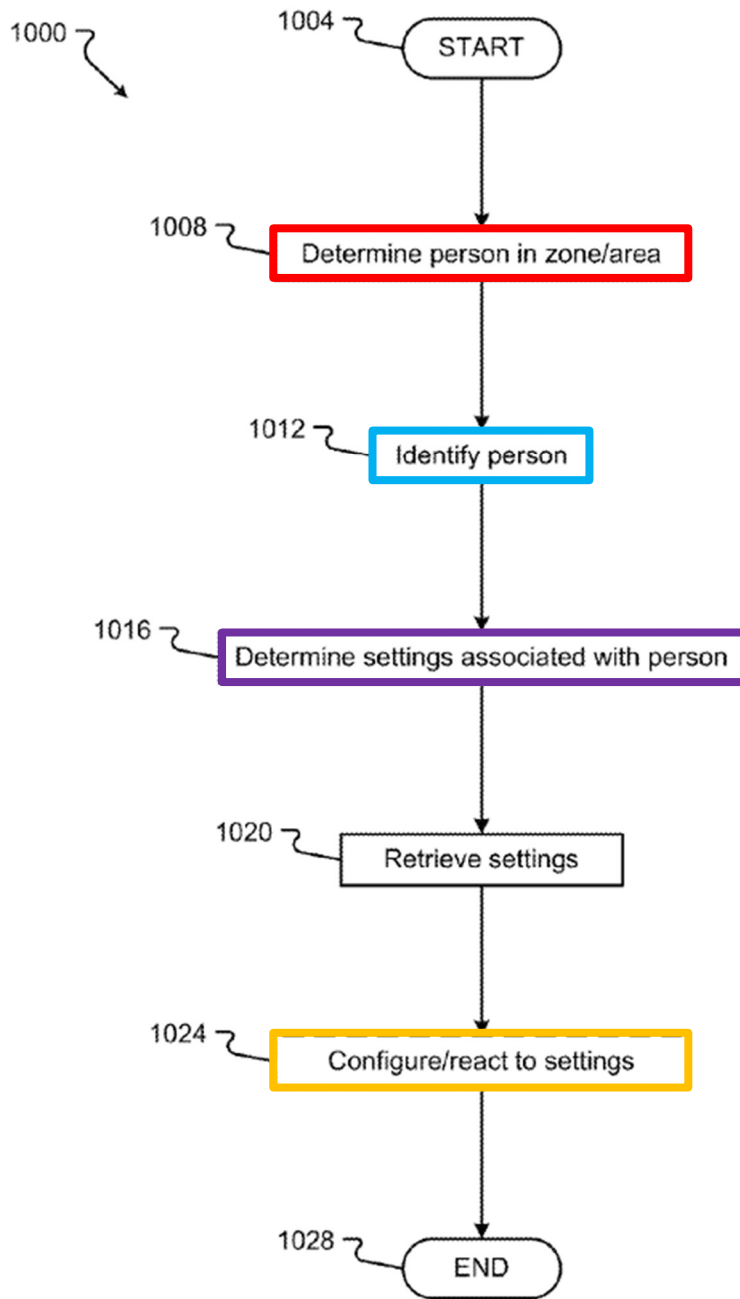 1000
1004
START
1008
Determine person in zone/area
1012
Identify person
1016
Determine settings associated with person
1020
Retrieve settings
1024
Configure/react to settings
1028
END